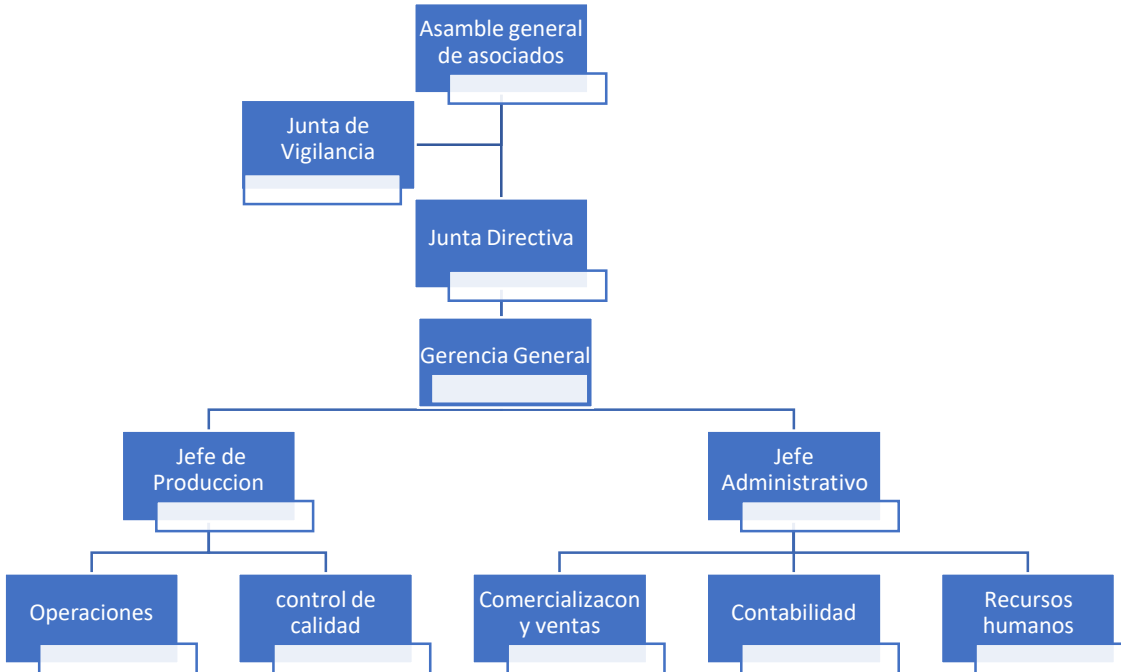 Asamble general
de asociados
Junta de
Vigilancia
Junta Directiva
Gerencia General
Jefe de
Produccion
Jefe
Administrativo
Operaciones
control de
calidad
Comercializacon
y ventas
Contabilidad
Recursos
humanos